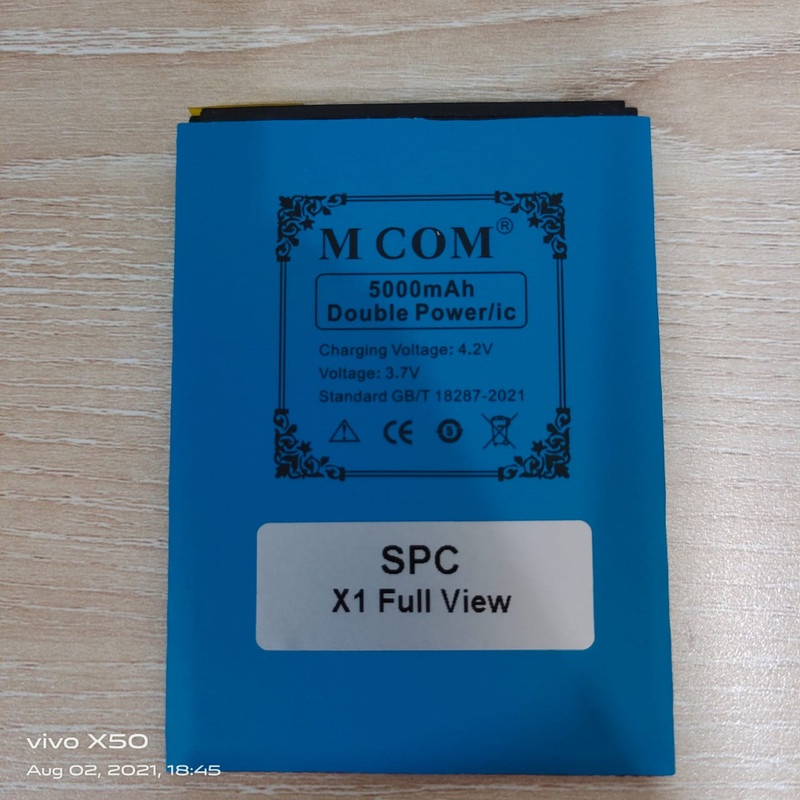 M COM®
5000mAh
Double Power/ic
Charging Voltage: 4.2V
Voltage: 3.7V
Standard GB/T 18287-2021
CE
SPC
X1 Full View
vivo X50
Aug 02, 2021, 18:45